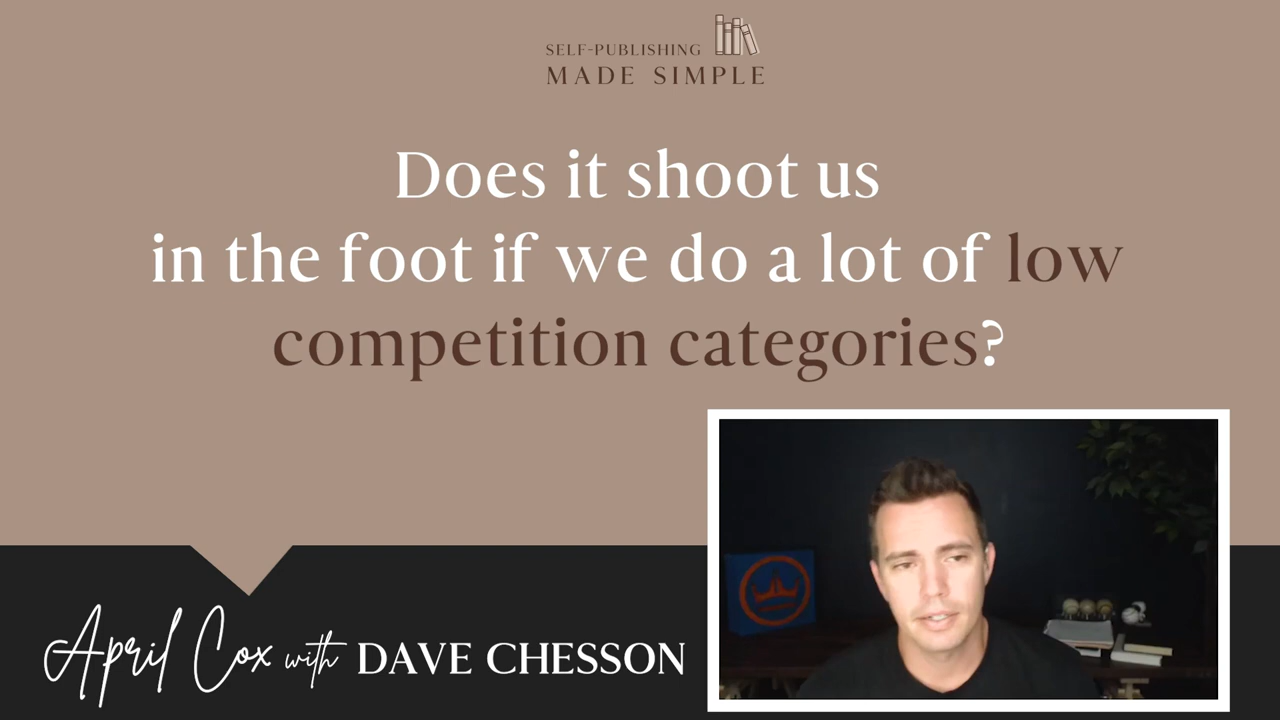 SELF-PUBLISHING
MADE SIMPLE
Does it shoot us
in the foot if we do a lot of low
competition categories?
April Cox with DAVE CHESSON